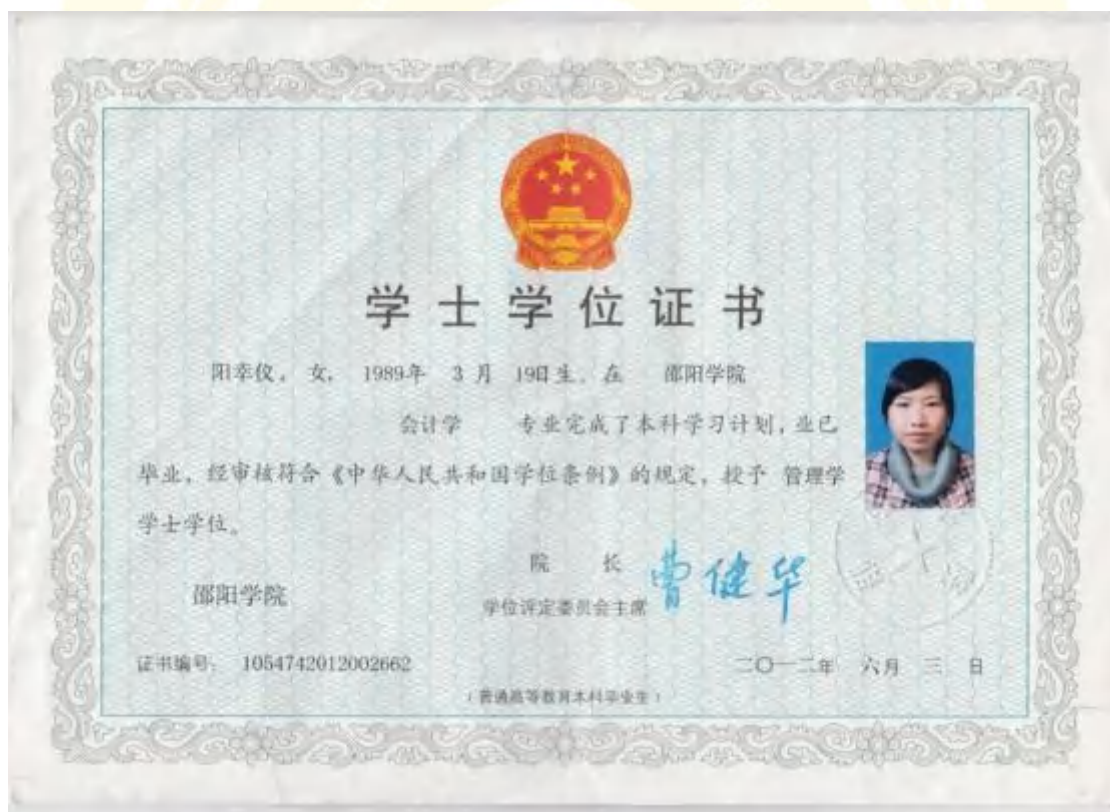 学士学位证书
阳幸仪，女，1989年 3月 19日生。在 邵阳学院
会计学 专业完成了本科学习计划，业已
毕业，经审核符合《中华人民共和国学位条例》的规定，授予 管理学
学士学位。
院 长 曹健华
邵阳学院
学位评定委员会主席
证书编号：1054742012002662
二〇一二年 六月 三 日
（普通高等教育本科毕业生）